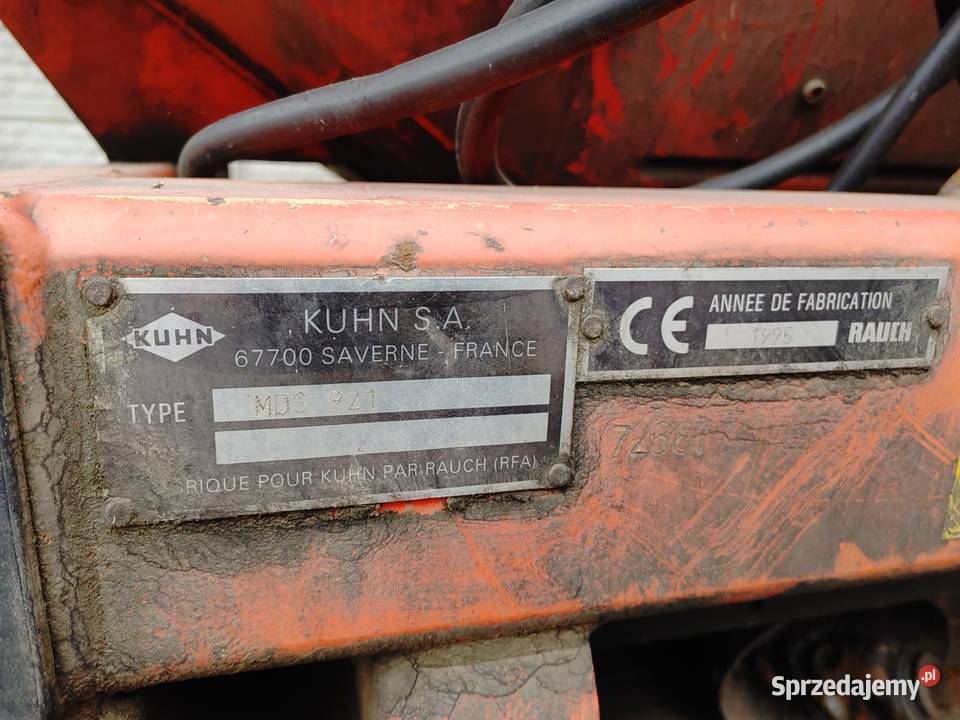 KUHN
KUHN S.A.
67700 SAVERNE - FRANCE
TYPE MDS 921
RIQUE POUR KUHN PAR RAUCH (RFA)
CE
ANNEE DE FABRICATION
1995 RAUCH
Sprzedajemy.pl